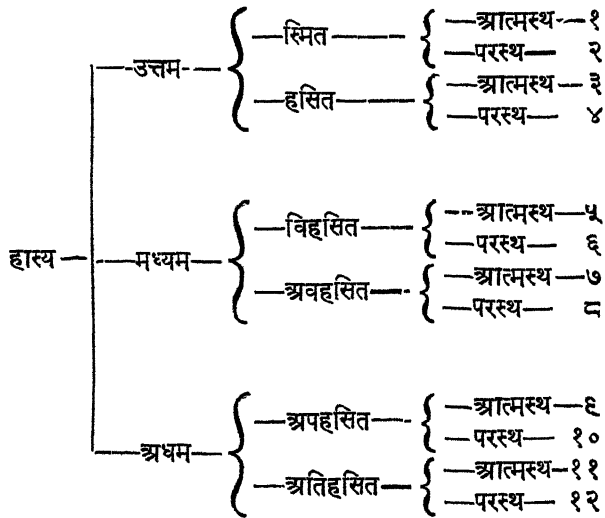 स्मित — आत्मस्थ — १
उत्तम — परस्थ — २
हसित — आत्मस्थ — ३
परस्थ — ४
विहसित — आत्मस्थ — ५
परस्थ — ६
हास्य — मध्यम
अवहसित — आत्मस्थ — ७
परस्थ — ८
अपहसित — आत्मस्थ — ९
परस्थ — १०
अधम
अतिहसित — आत्मस्थ — ११
परस्थ — १२